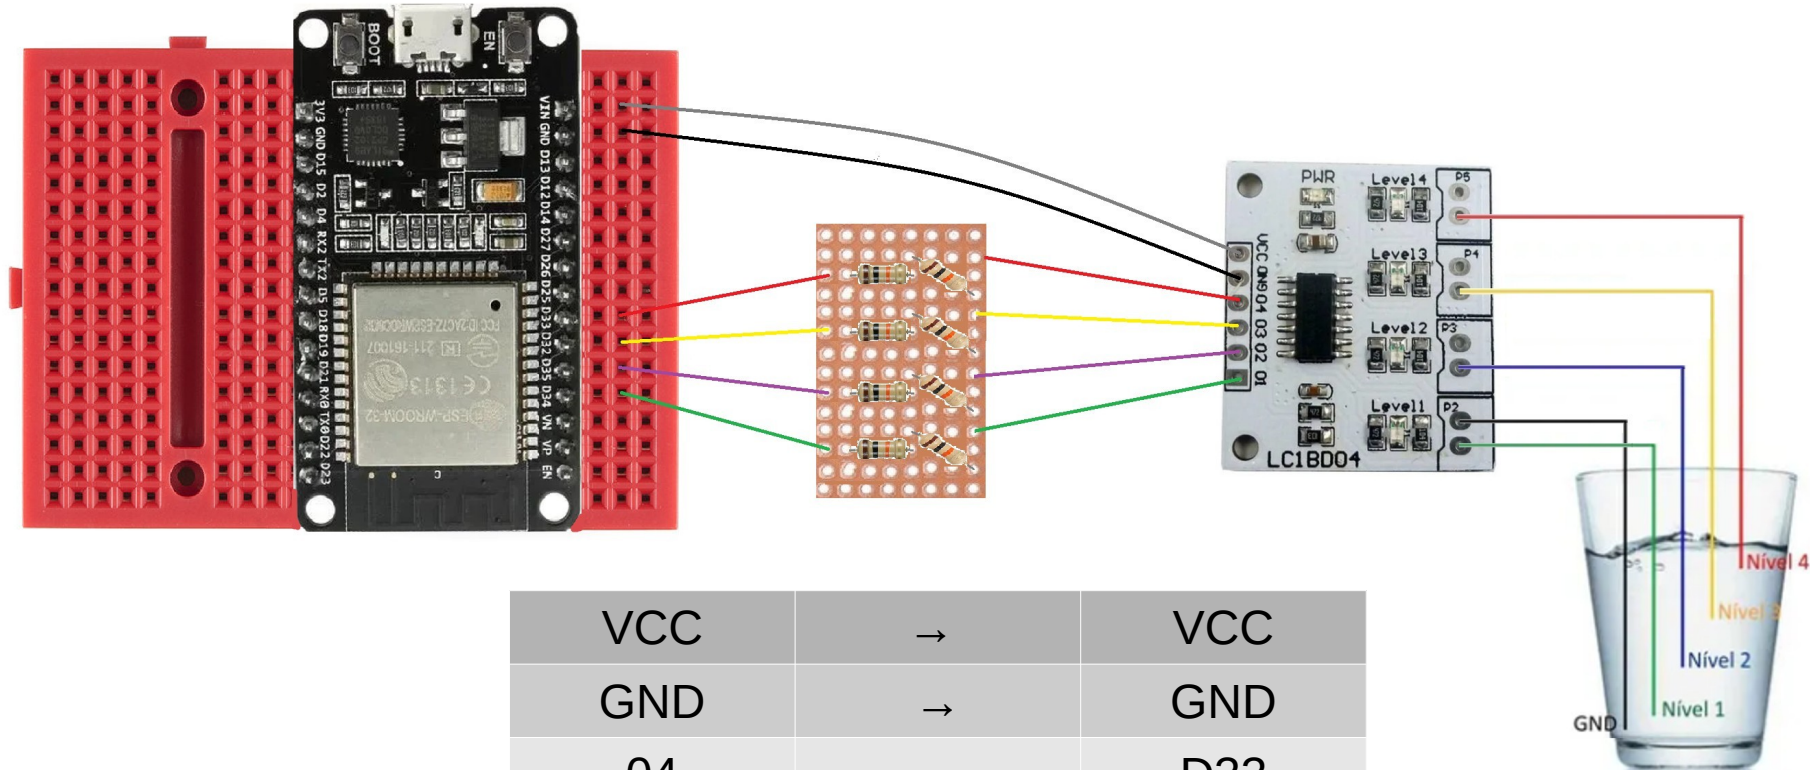 BOOT
EN
3V3
GND
D15
D2
D4
RX2
TX2
D5
D18
D19
D21
RX0
TX0
D22
D23
VIN
GND
D13
D12
D14
D27
D26
D25
D33
D32
D35
D34
VN
VP
EN
211-161007
CE1313
ESP-WROOM-32
PWR
Level4
P5
Level3
P4
Level2
P3
Level1
P2
VCC
GND
04
03
02
01
LC1BD04
Nível 4
Nível 3
Nível 2
Nível 1
GND
VCC → VCC
GND → GND